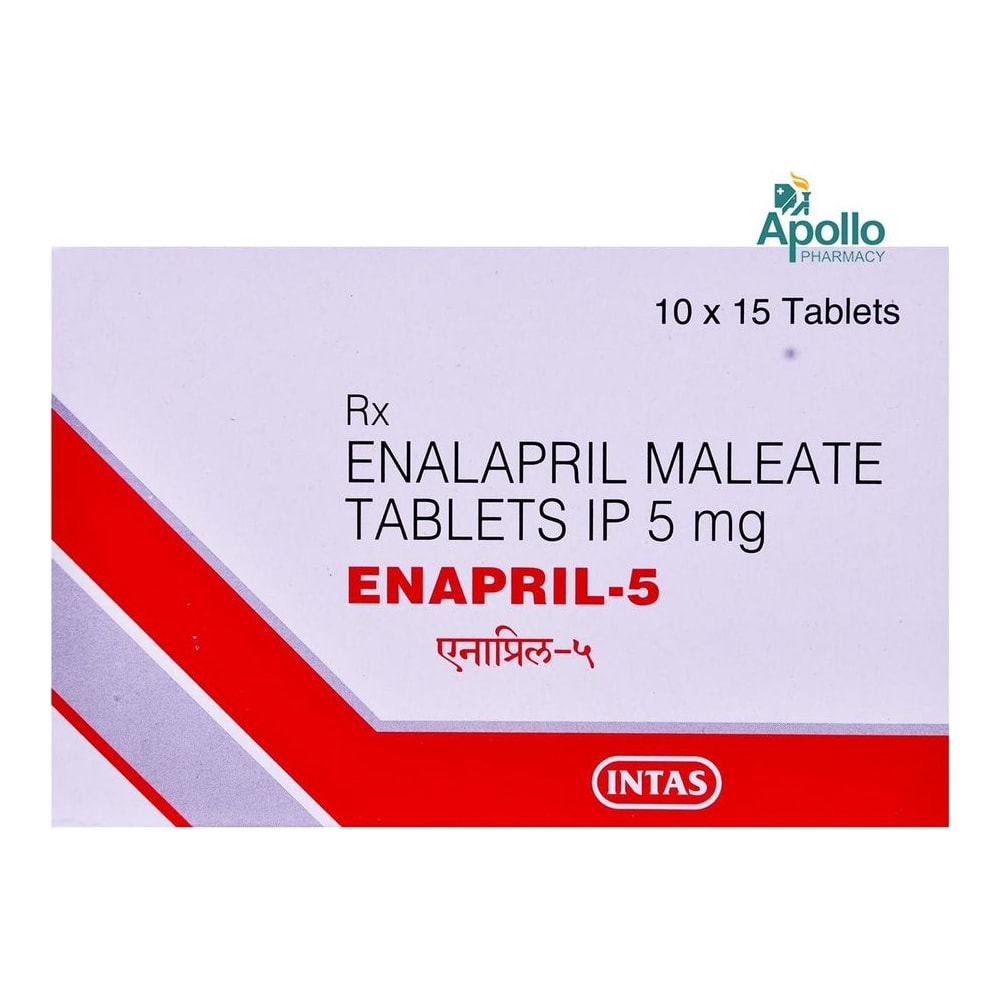 Apollo
PHARMACY
10 x 15 Tablets
Rx
ENALAPRIL MALEATE
TABLETS IP 5 mg
ENAPRIL-5
एनाप्रिल-५
INTAS